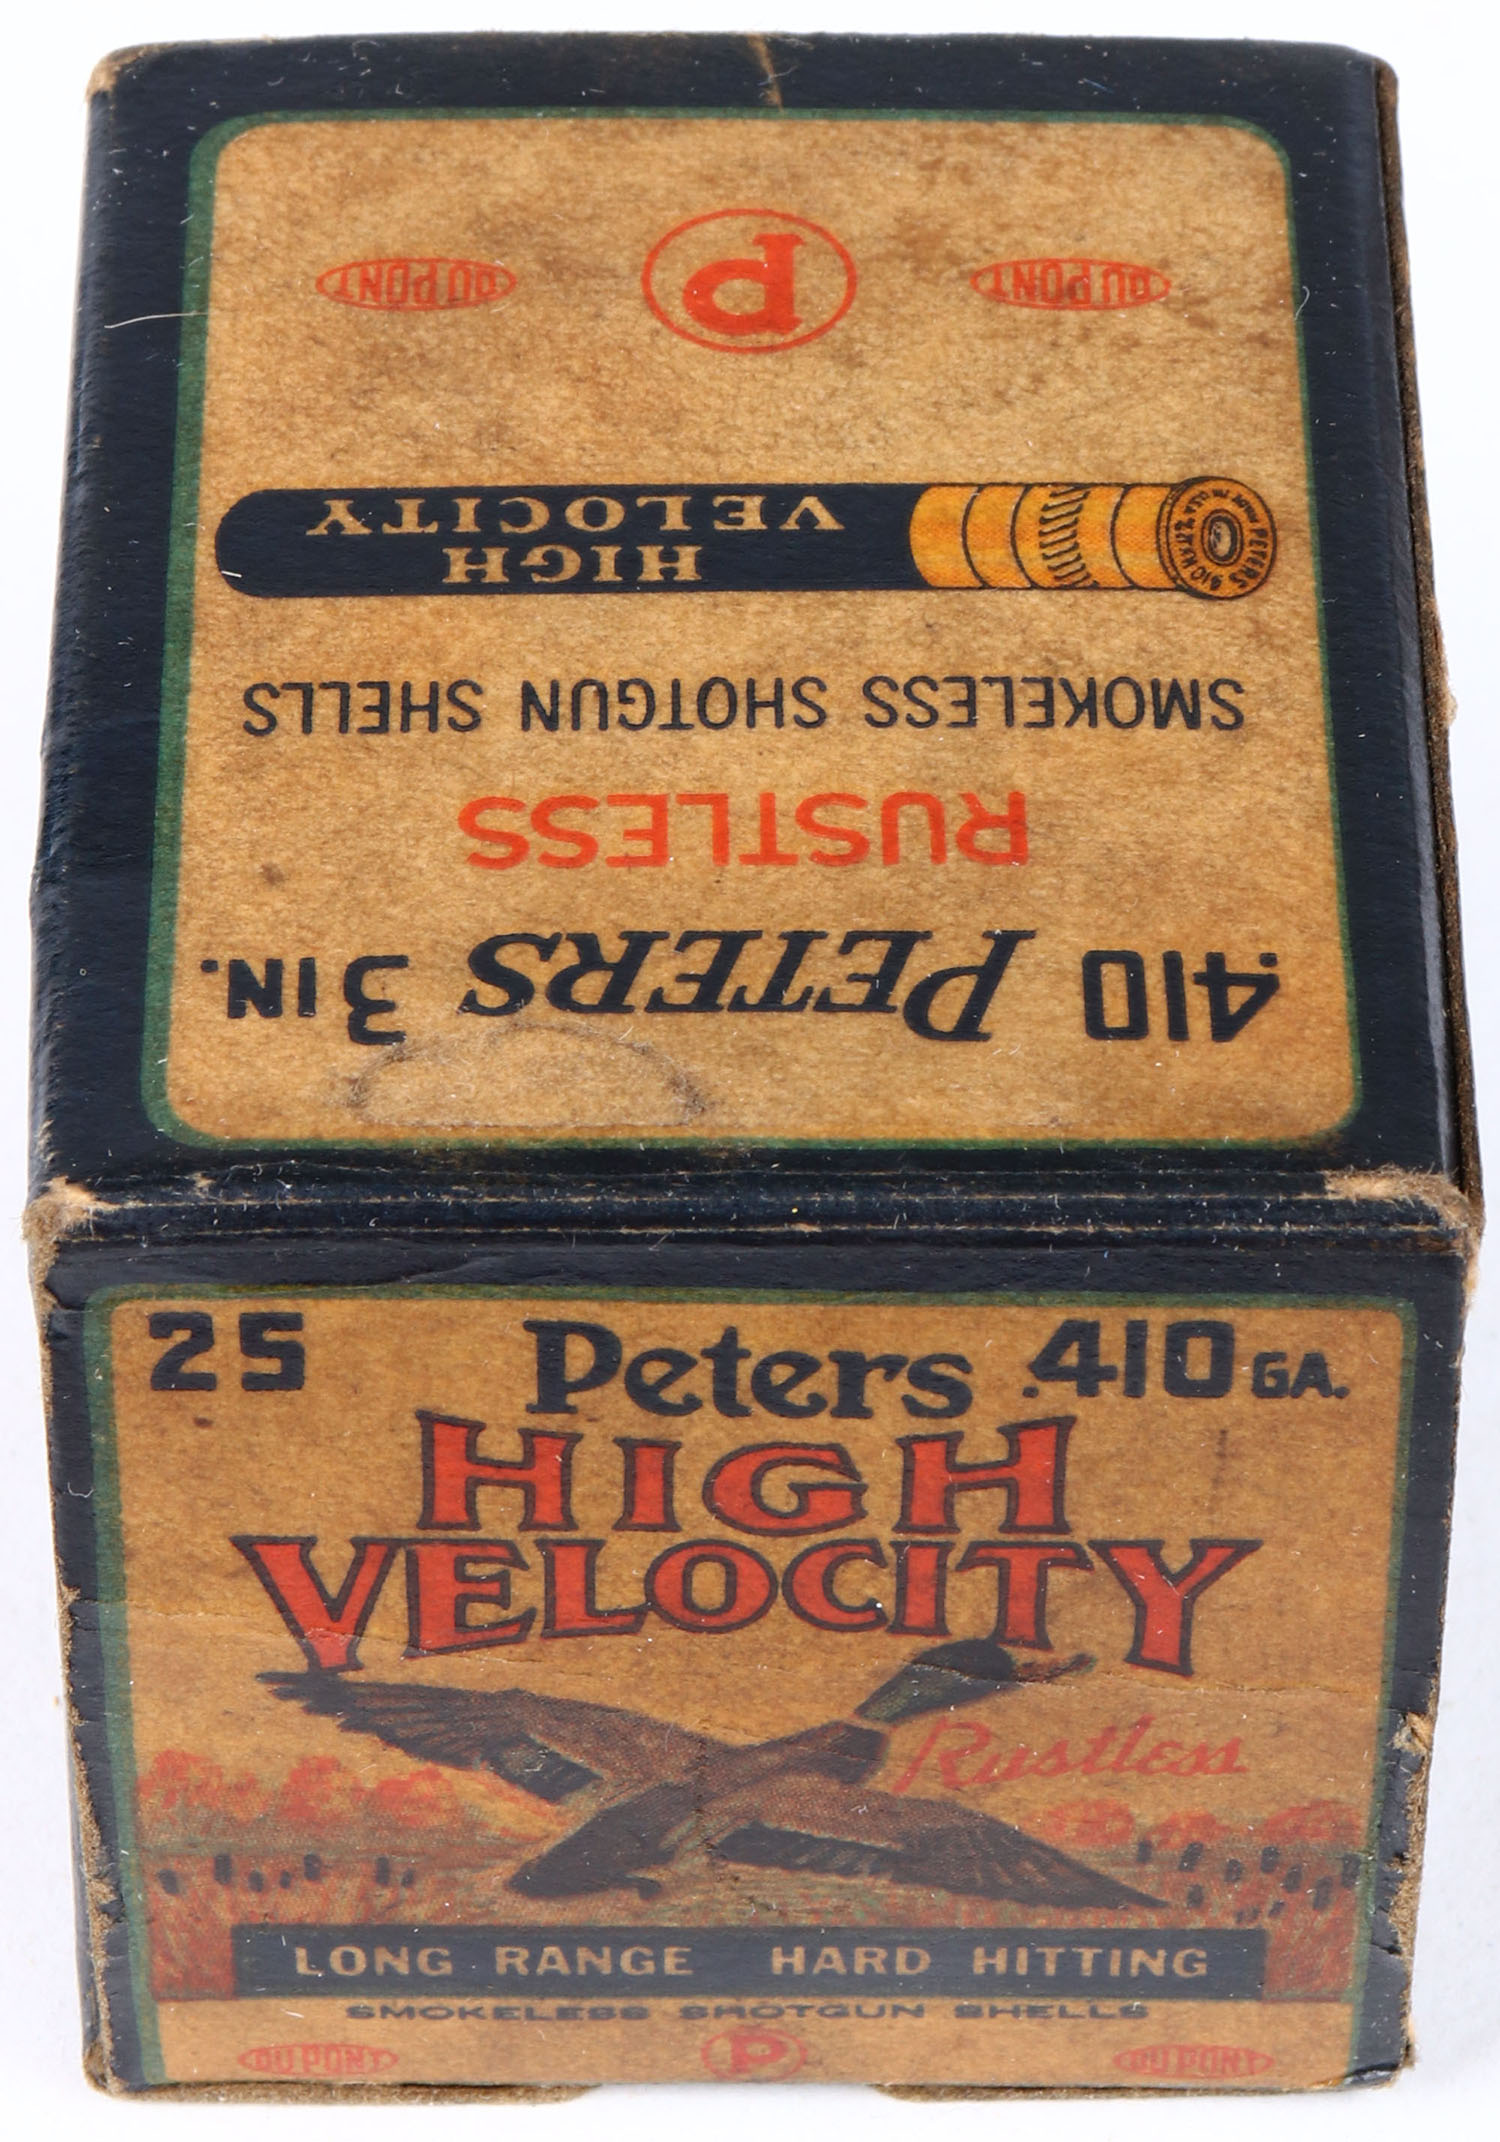 .410 PETERS 3 IN.
RUSTLESS
SMOKELESS SHOTGUN SHELLS
HIGH
VELOCITY
PETERS
DU PONT P DU PONT
25 Peters .410 GA.
HIGH
VELOCITY
Rustless
LONG RANGE HARD HITTING
SMOKELESS SHOTGUN SHELLS
DU PONT P DU PONT